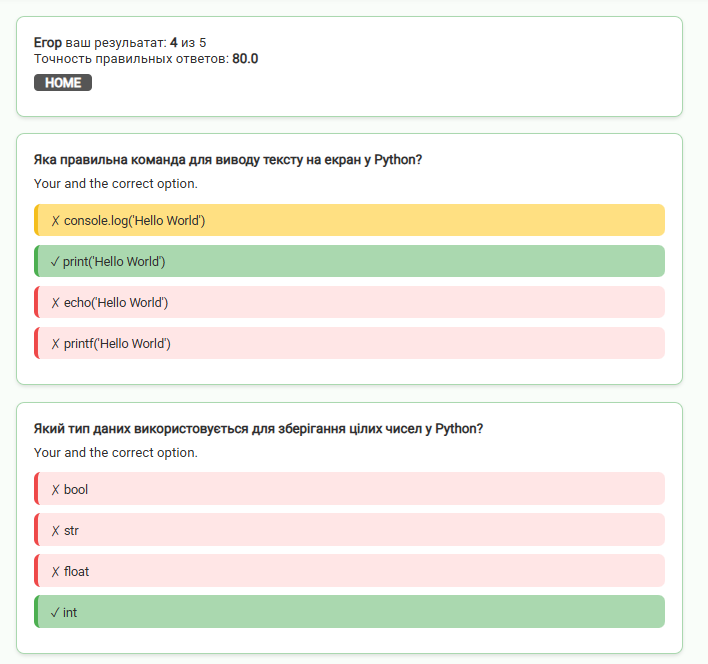 Егор ваш резульатат: 4 из 5
Точность правильных ответов: 80.0
HOME
Яка правильна команда для виводу тексту на екран у Python?
Your and the correct option.
✗ console.log('Hello World')
✓ print('Hello World')
✗ echo('Hello World')
✗ printf('Hello World')
Який тип даних використовується для зберігання цілих чисел у Python?
Your and the correct option.
✗ bool
✗ str
✗ float
✓ int